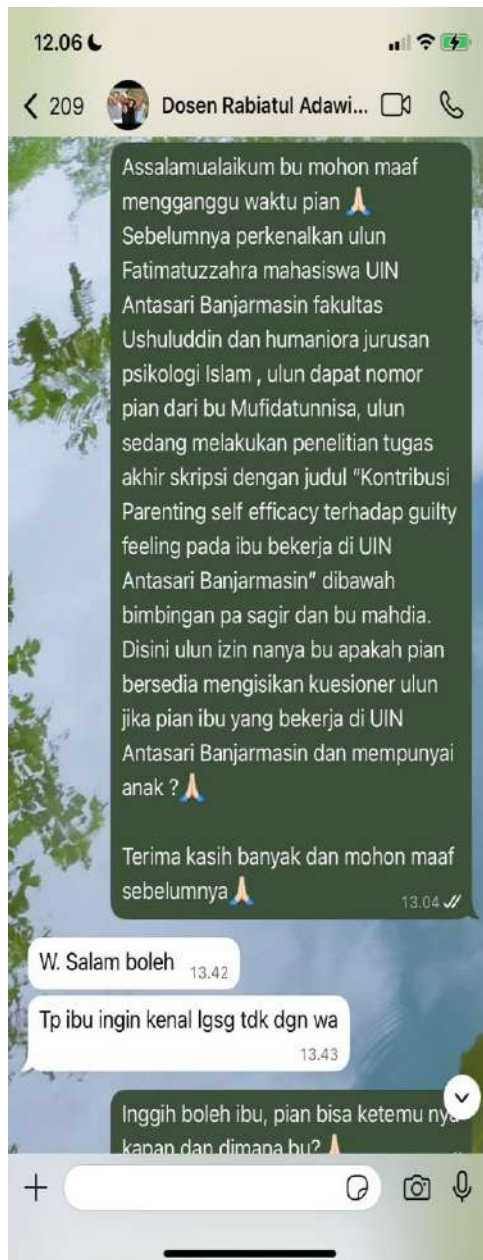 12.06
209 Dosen Rabiatul Adawi...
Assalamualaikum bu mohon maaf
mengganggu waktu pian 🙏🏻
Sebelumnya perkenalkan ulun
Fatimatuzzahra mahasiswa UIN
Antasari Banjarmasin fakultas
Ushuluddin dan humaniora jurusan
psikologi Islam , ulun dapat nomor
pian dari bu Mufidatunnisa, ulun
sedang melakukan penelitian tugas
akhir skripsi dengan judul “Kontribusi
Parenting self efficacy terhadap guilty
feeling pada ibu bekerja di UIN
Antasari Banjarmasin” dibawah
bimbingan pa sagir dan bu mahdia.
Disini ulun izin nanya bu apakah pian
bersedia mengisikan kuesioner ulun
jika pian ibu yang bekerja di UIN
Antasari Banjarmasin dan mempunyai
anak ?🙏🏻
Terima kasih banyak dan mohon maaf
sebelumnya🙏🏻
13.04
W. Salam boleh 13.42
Tp ibu ingin kenal lgsg tdk dgn wa
13.43
Inggih boleh ibu, pian bisa ketemu nya
kapan dan dimana bu?🙏🏻